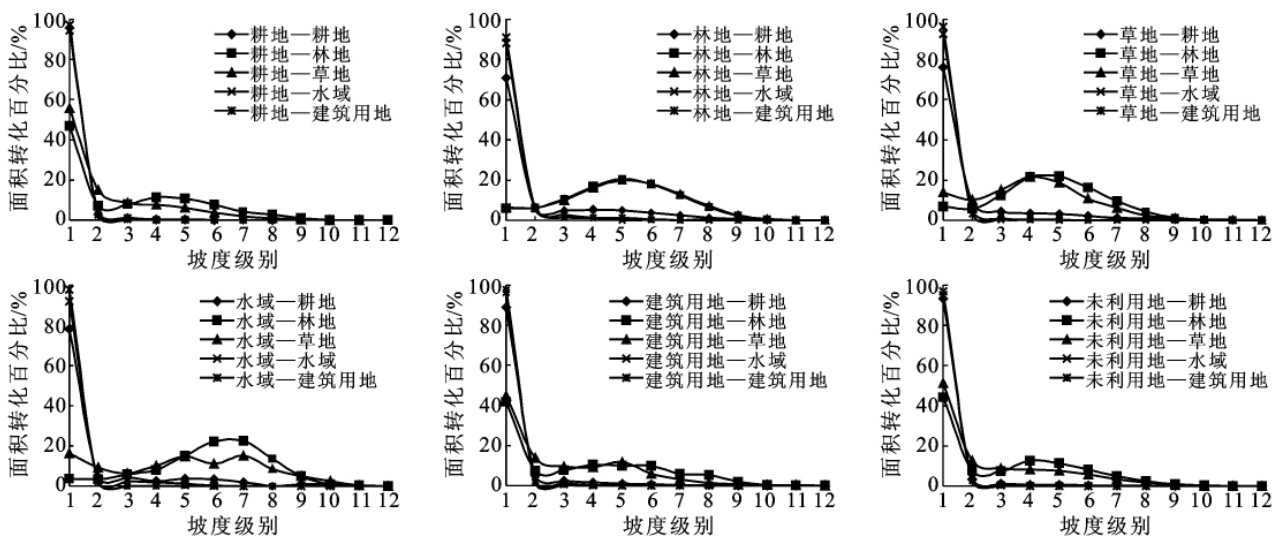 面积转化百分比/%
100
80
60
40
20
0
耕地—耕地
耕地—林地
耕地—草地
耕地—水域
耕地—建筑用地
1 2 3 4 5 6 7 8 9 10 11 12
坡度级别
面积转化百分比/%
100
80
60
40
20
0
林地—耕地
林地—林地
林地—草地
林地—水域
林地—建筑用地
1 2 3 4 5 6 7 8 9 10 11 12
坡度级别
面积转化百分比/%
100
80
60
40
20
0
草地—耕地
草地—林地
草地—草地
草地—水域
草地—建筑用地
1 2 3 4 5 6 7 8 9 10 11 12
坡度级别
面积转化百分比/%
100
80
60
40
20
0
水域—耕地
水域—林地
水域—草地
水域—水域
水域—建筑用地
1 2 3 4 5 6 7 8 9 10 11 12
坡度级别
面积转化百分比/%
100
80
60
40
20
0
建筑用地—耕地
建筑用地—林地
建筑用地—草地
建筑用地—水域
建筑用地—建筑用地
1 2 3 4 5 6 7 8 9 10 11 12
坡度级别
面积转化百分比/%
100
80
60
40
20
0
未利用地—耕地
未利用地—林地
未利用地—草地
未利用地—水域
未利用地—建筑用地
1 2 3 4 5 6 7 8 9 10 11 12
坡度级别